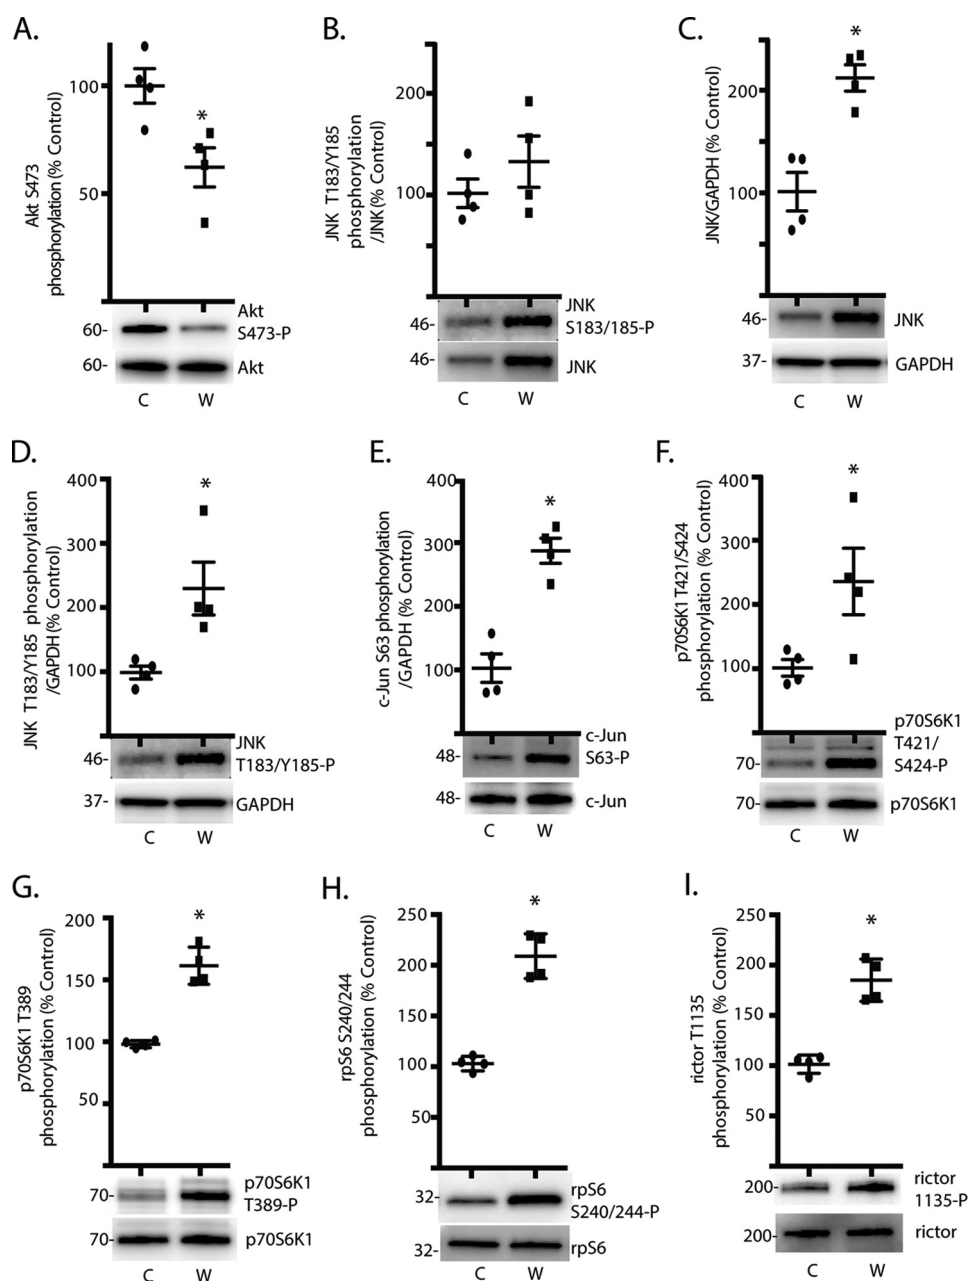 A.
Akt S473
phosphorylation (% Control)
100
50
*
60-
Akt
S473-P
60-
Akt
C W
B.
JNK T183/Y185
phosphorylation
/JNK (% Control)
200
100
46-
JNK
S183/185-P
46-
JNK
C W
C.
JNK/GAPDH (% Control)
200
100
*
46-
JNK
37-
GAPDH
C W
D.
JNK T183/Y185 phosphorylation
/GAPDH (% Control)
400
300
200
100
*
46-
JNK
T183/Y185-P
37-
GAPDH
C W
E.
c-Jun S63 phosphorylation
/GAPDH (% Control)
400
300
200
100
*
48-
c-Jun
S63-P
48-
c-Jun
C W
F.
p70S6K1 T421/S424
phosphorylation (% Control)
400
300
200
100
*
70-
p70S6K1
T421/
S424-P
70-
p70S6K1
C W
G.
p70S6K1 T389
phosphorylation (% Control)
200
150
100
50
*
70-
p70S6K1
T389-P
70-
p70S6K1
C W
H.
rpS6 S240/244
phosphorylation (% Control)
250
200
150
100
50
*
32-
rpS6
S240/244-P
32-
rpS6
C W
I.
rictor T1135
phosphorylation (% Control)
250
200
150
100
50
*
200-
rictor
1135-P
200-
rictor
C W